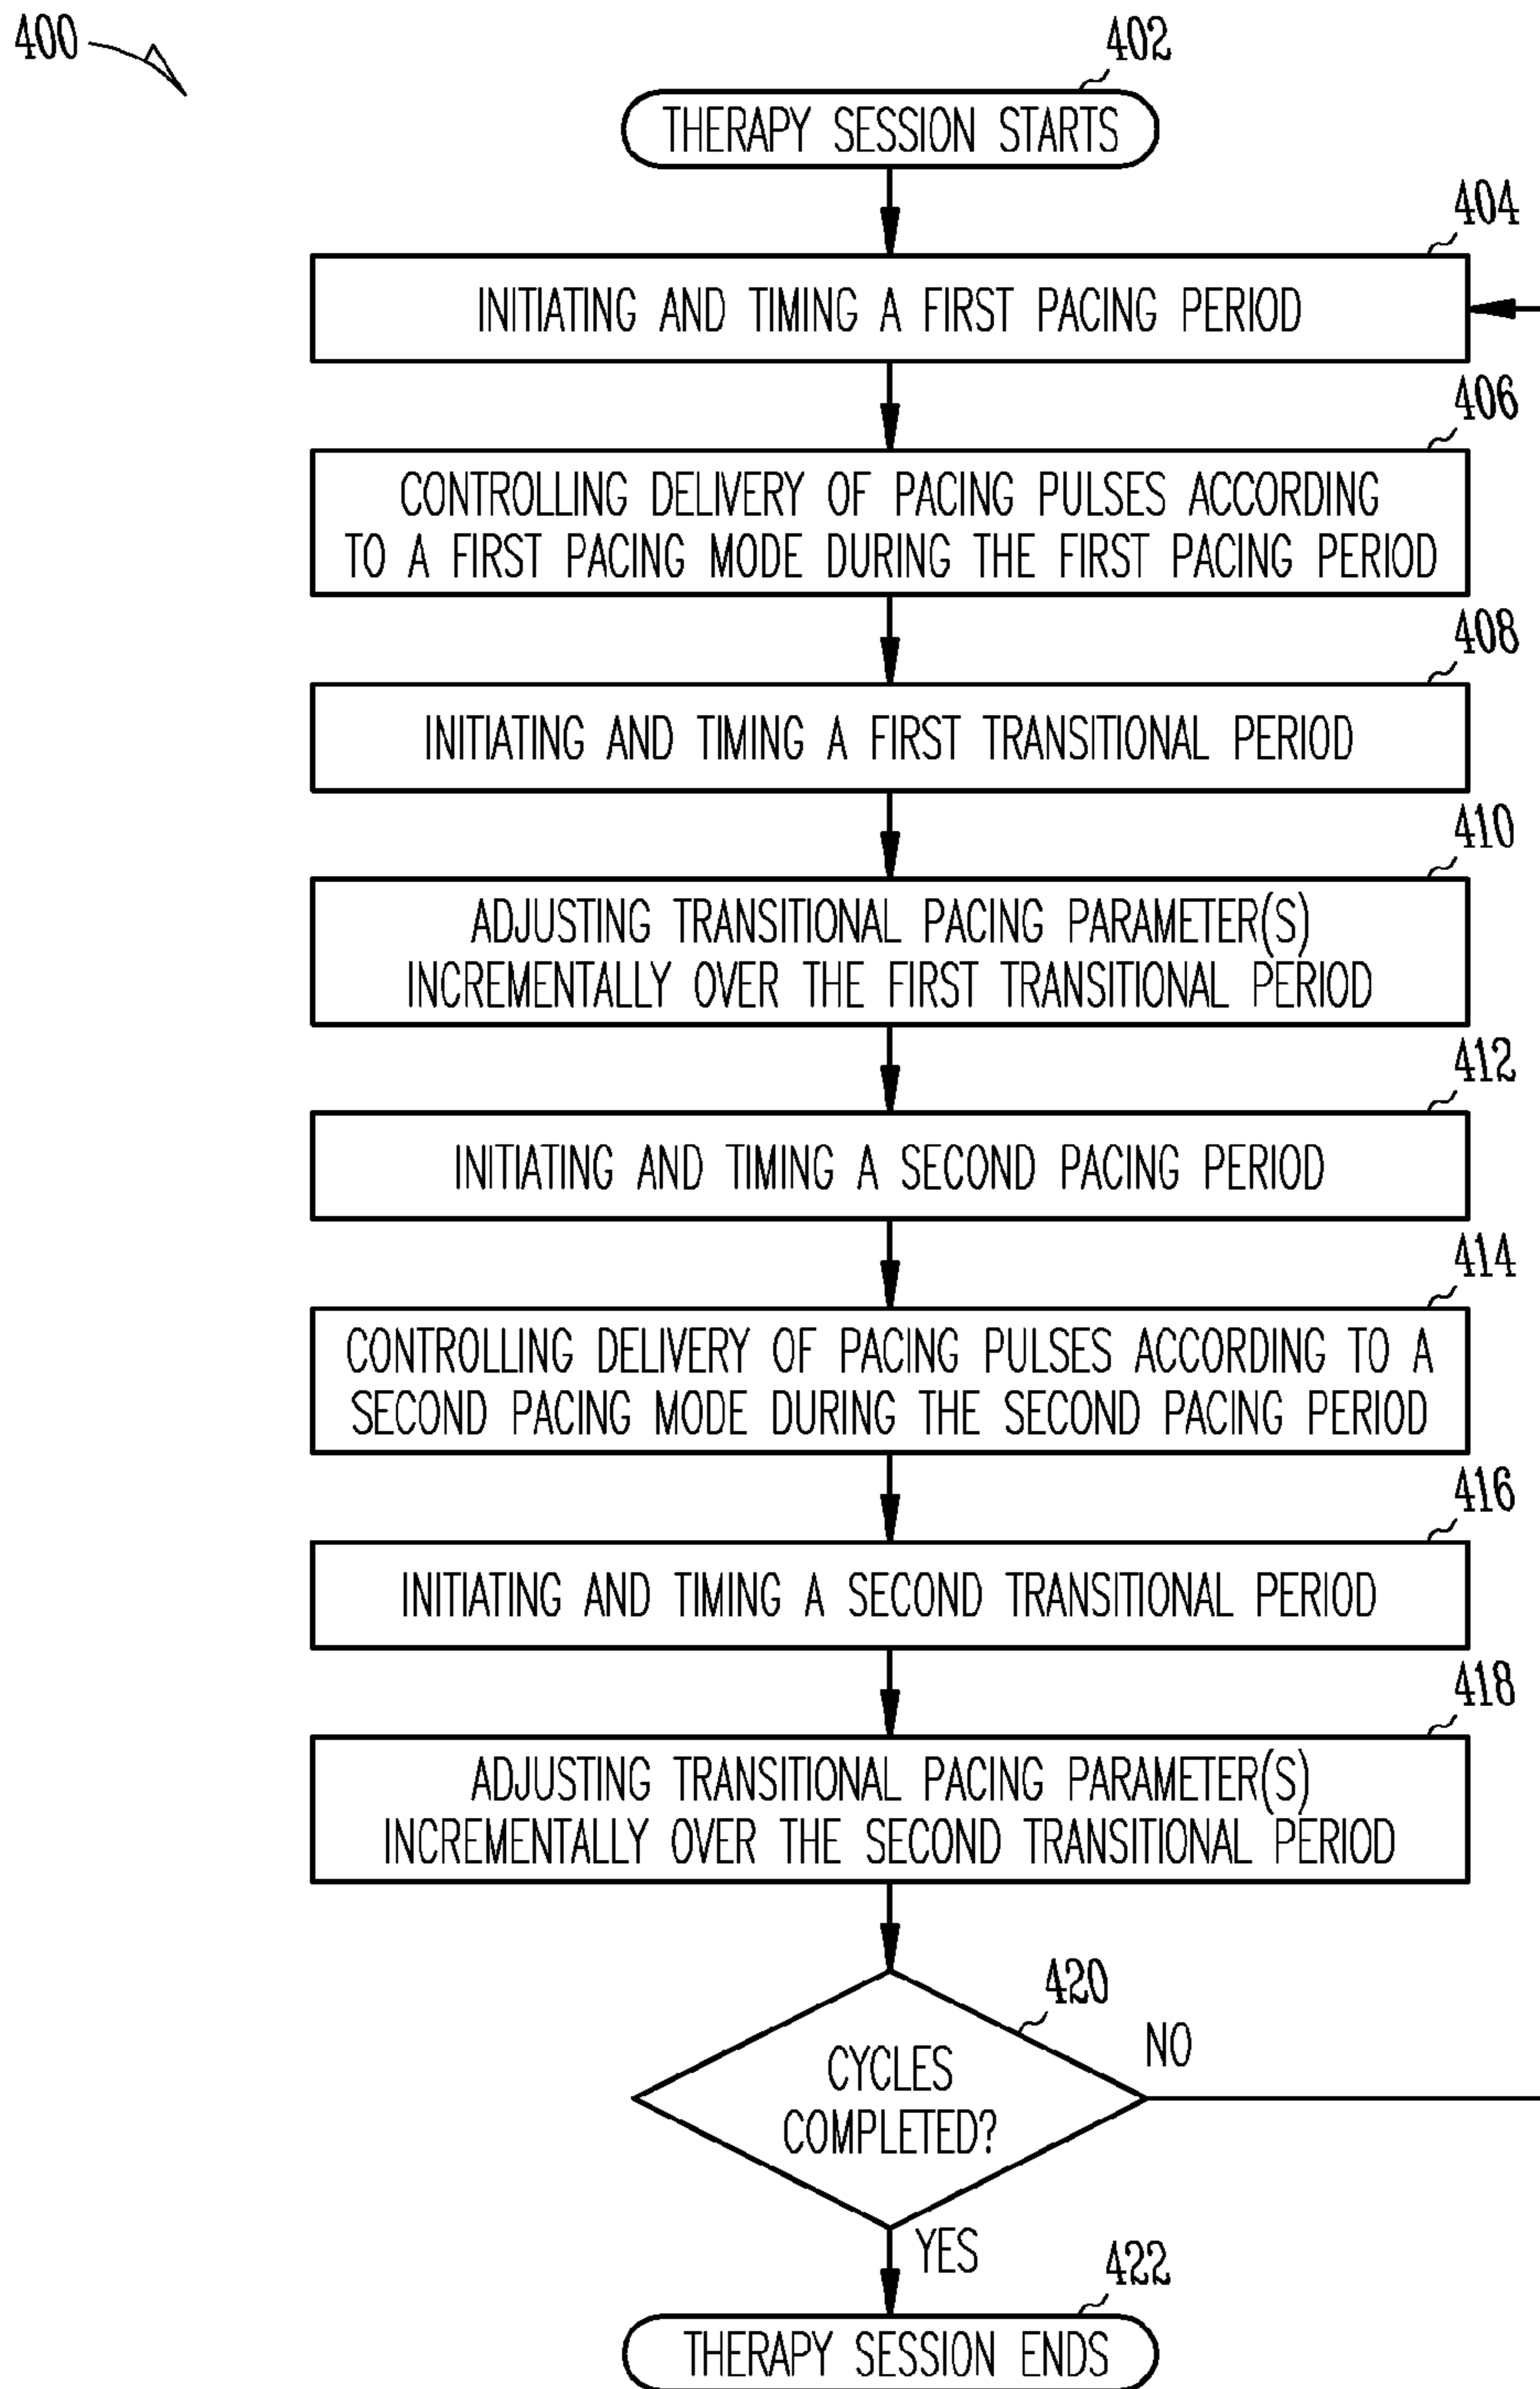 400
402
THERAPY SESSION STARTS
404
INITIATING AND TIMING A FIRST PACING PERIOD
406
CONTROLLING DELIVERY OF PACING PULSES ACCORDING
TO A FIRST PACING MODE DURING THE FIRST PACING PERIOD
408
INITIATING AND TIMING A FIRST TRANSITIONAL PERIOD
410
ADJUSTING TRANSITIONAL PACING PARAMETER(S)
INCREMENTALLY OVER THE FIRST TRANSITIONAL PERIOD
412
INITIATING AND TIMING A SECOND PACING PERIOD
414
CONTROLLING DELIVERY OF PACING PULSES ACCORDING TO A
SECOND PACING MODE DURING THE SECOND PACING PERIOD
416
INITIATING AND TIMING A SECOND TRANSITIONAL PERIOD
418
ADJUSTING TRANSITIONAL PACING PARAMETER(S)
INCREMENTALLY OVER THE SECOND TRANSITIONAL PERIOD
420
NO
CYCLES
COMPLETED?
YES
422
THERAPY SESSION ENDS